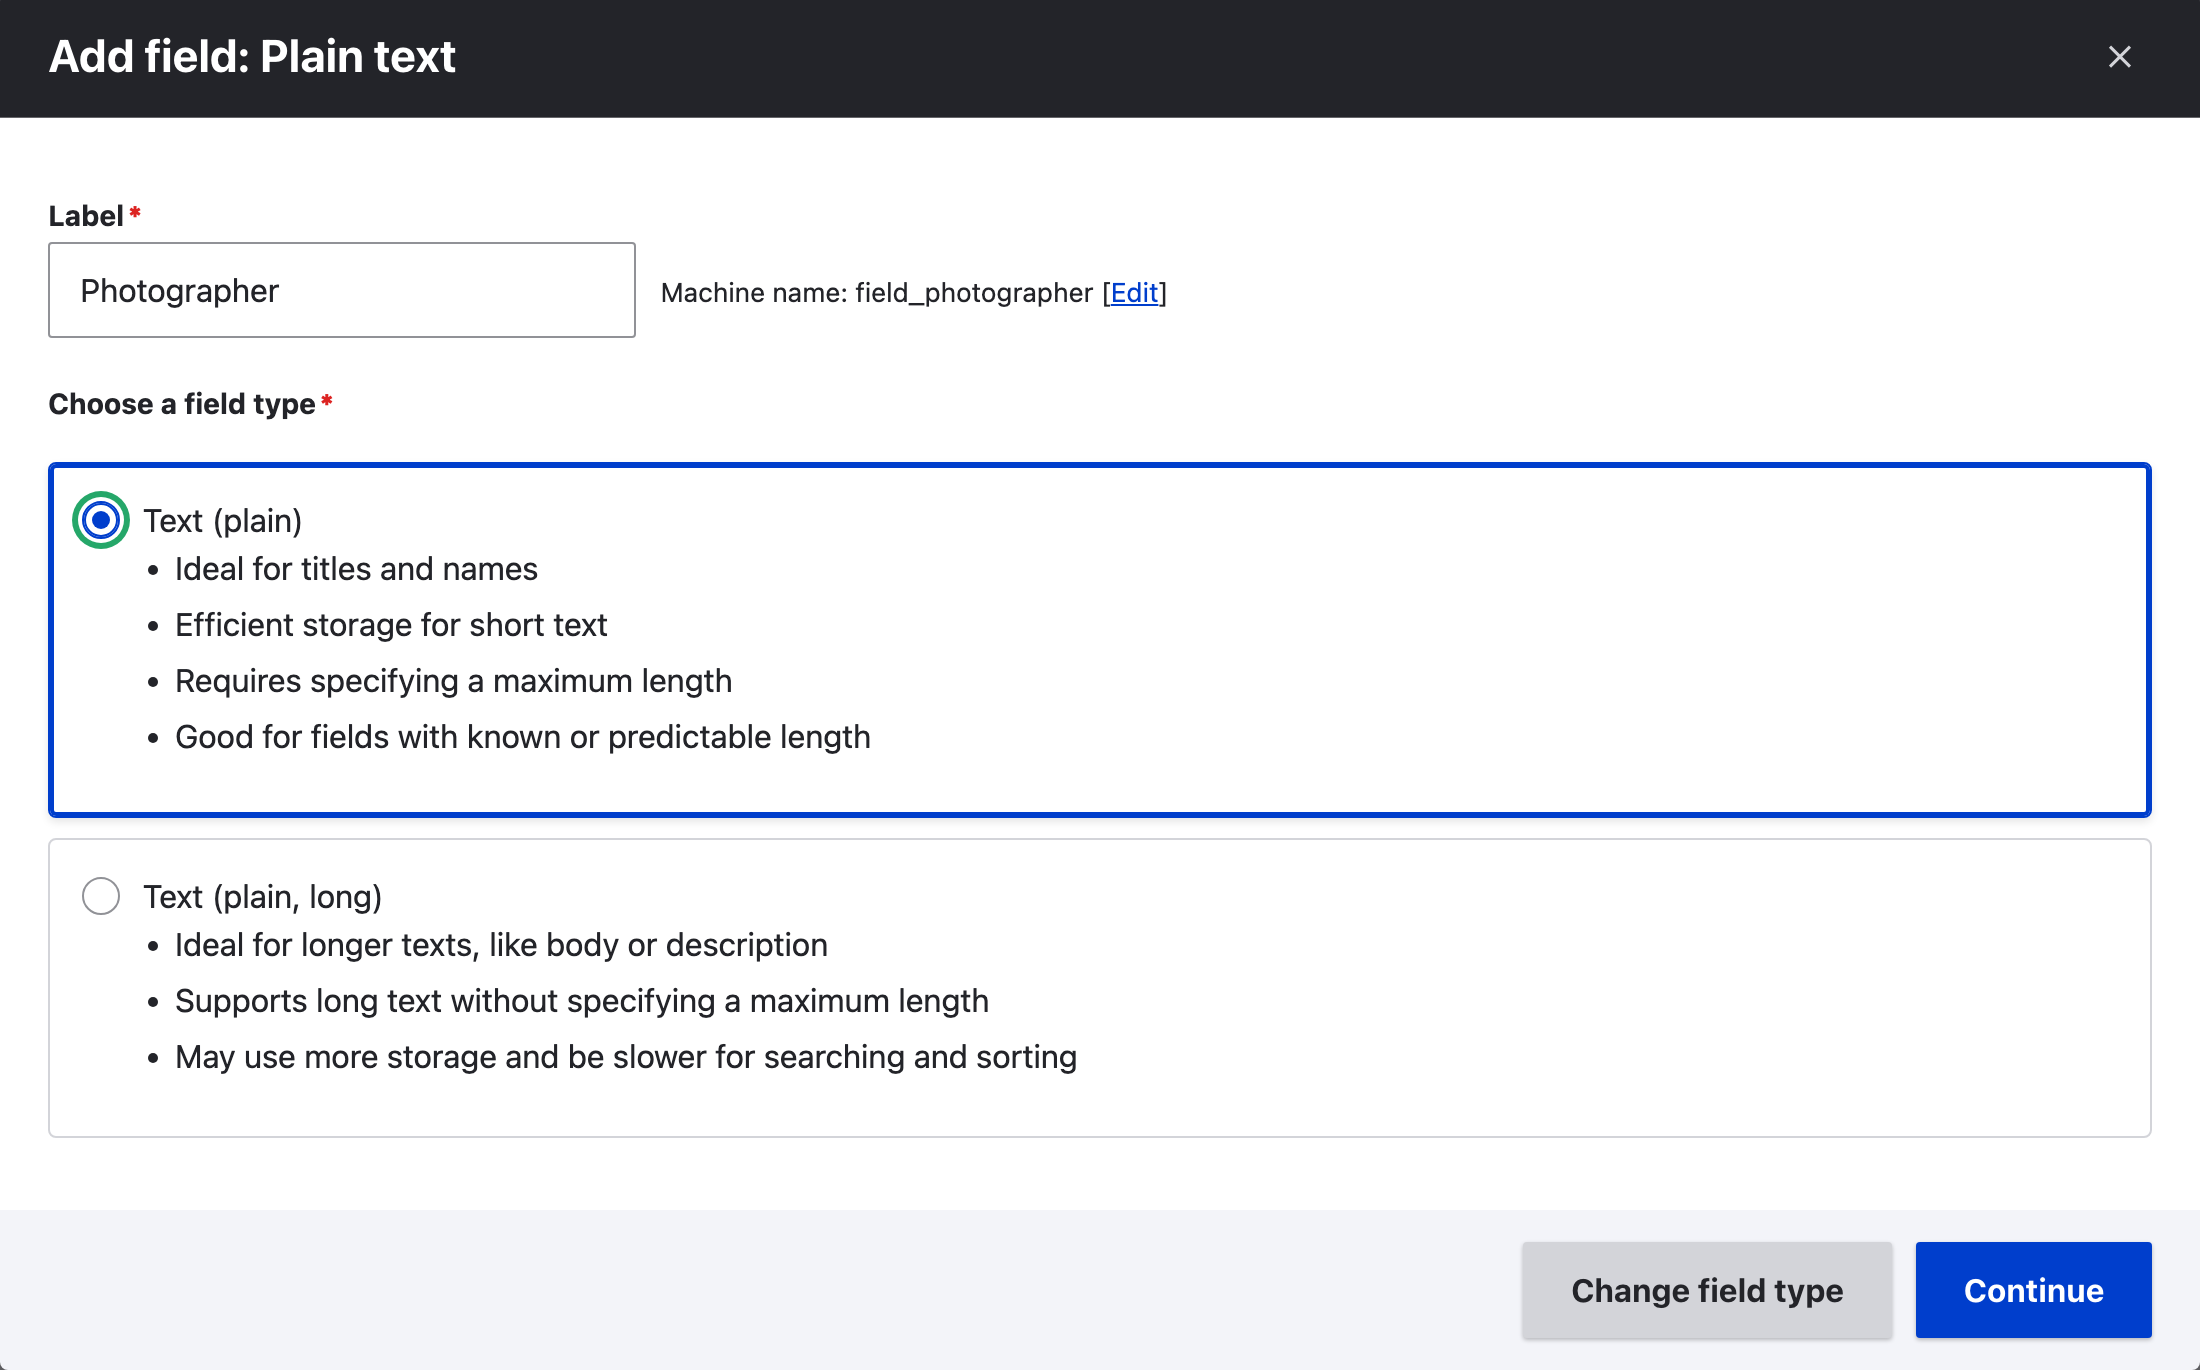 Add field: Plain text
Label*
Photographer
Machine name: field_photographer [Edit]
Choose a field type*
Text (plain)
• Ideal for titles and names
• Efficient storage for short text
• Requires specifying a maximum length
• Good for fields with known or predictable length
Text (plain, long)
• Ideal for longer texts, like body or description
• Supports long text without specifying a maximum length
• May use more storage and be slower for searching and sorting
Change field type
Continue